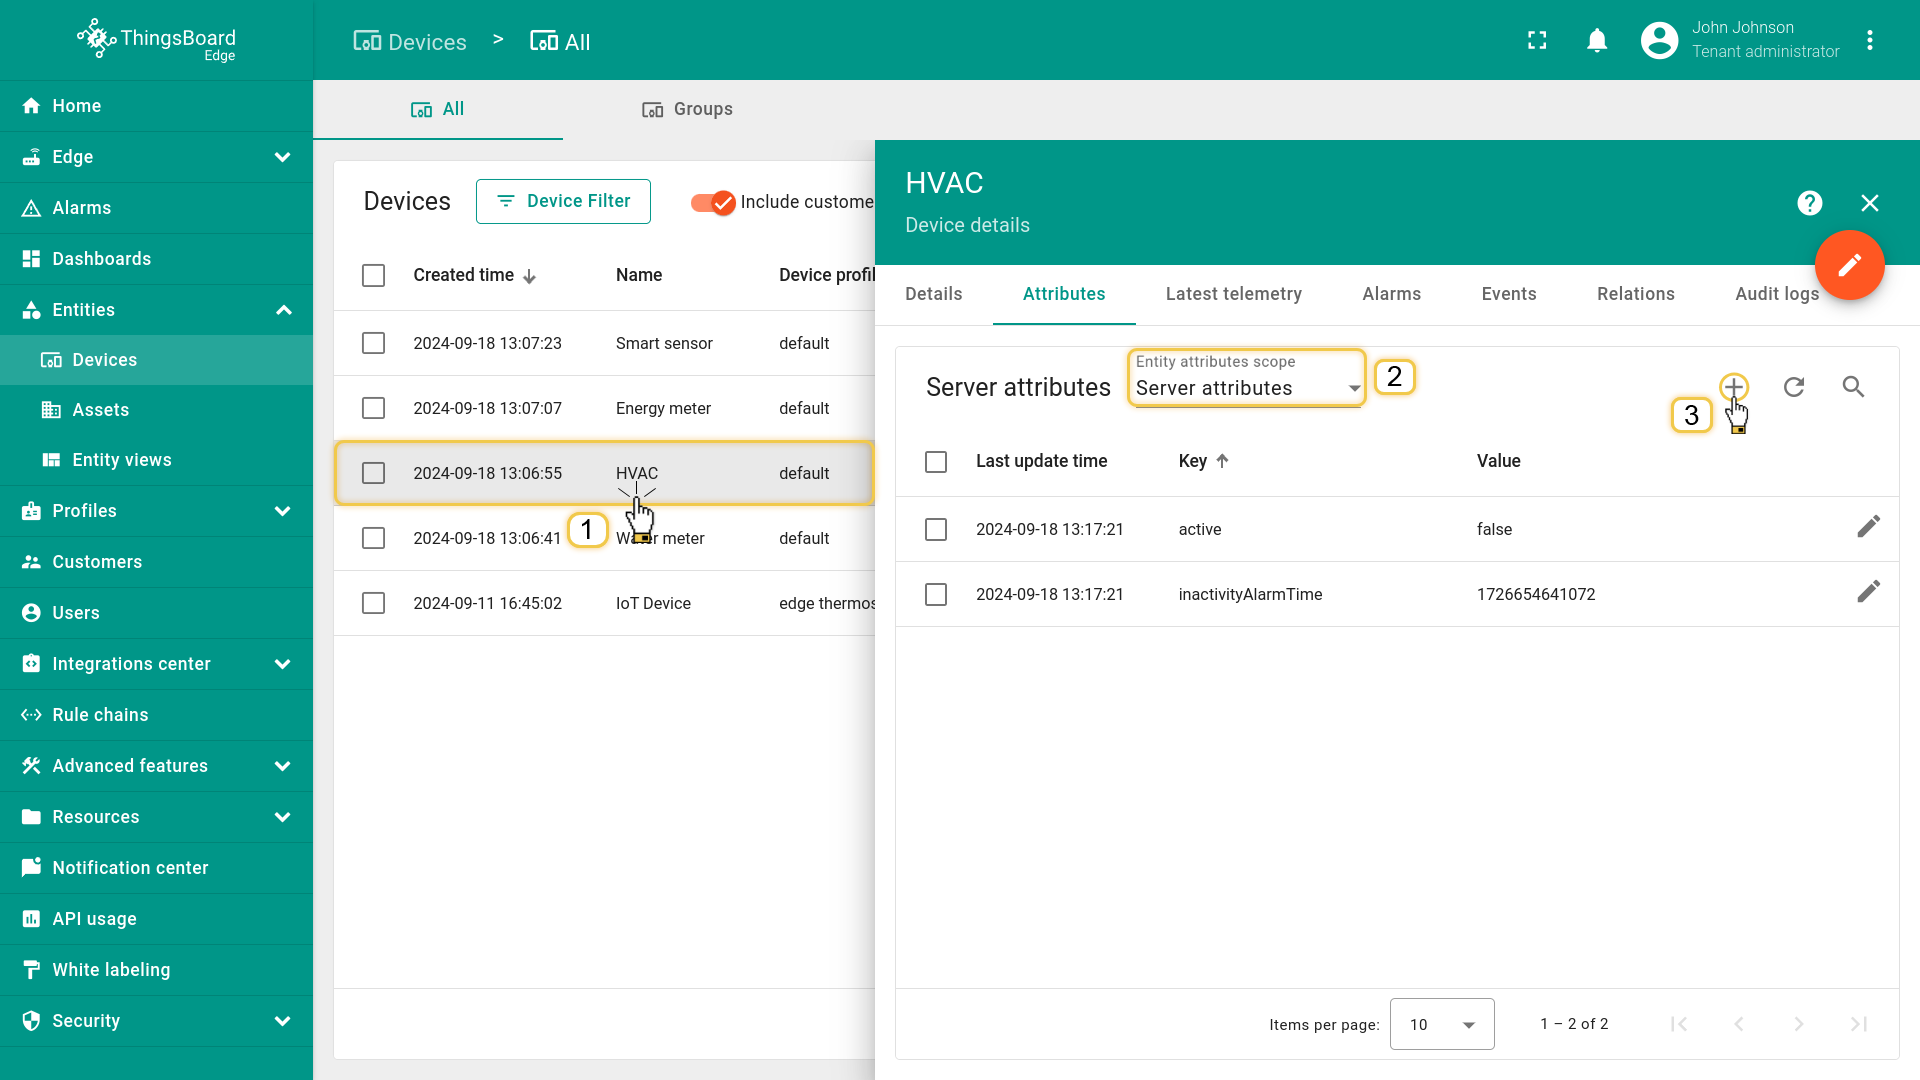 ThingsBoard
Edge
Devices > All
John Johnson
Tenant administrator
Home
Edge
Alarms
Dashboards
Entities
Devices
Assets
Entity views
Profiles
Customers
Users
Integrations center
Rule chains
Advanced features
Resources
Notification center
API usage
White labeling
Security
All Groups
Devices Device Filter Include custome
Created time Name Device profil
2024-09-18 13:07:23 Smart sensor default
2024-09-18 13:07:07 Energy meter default
2024-09-18 13:06:55 HVAC default
1
2024-09-18 13:06:41 meter default
2024-09-11 16:45:02 IoT Device edge thermos
HVAC
Device details
Details Attributes Latest telemetry Alarms Events Relations Audit logs
Server attributes
Entity attributes scope
Server attributes
2
3
Last update time Key Value
2024-09-18 13:17:21 active false
2024-09-18 13:17:21 inactivityAlarmTime 1726654641072
Items per page: 10 1 – 2 of 2